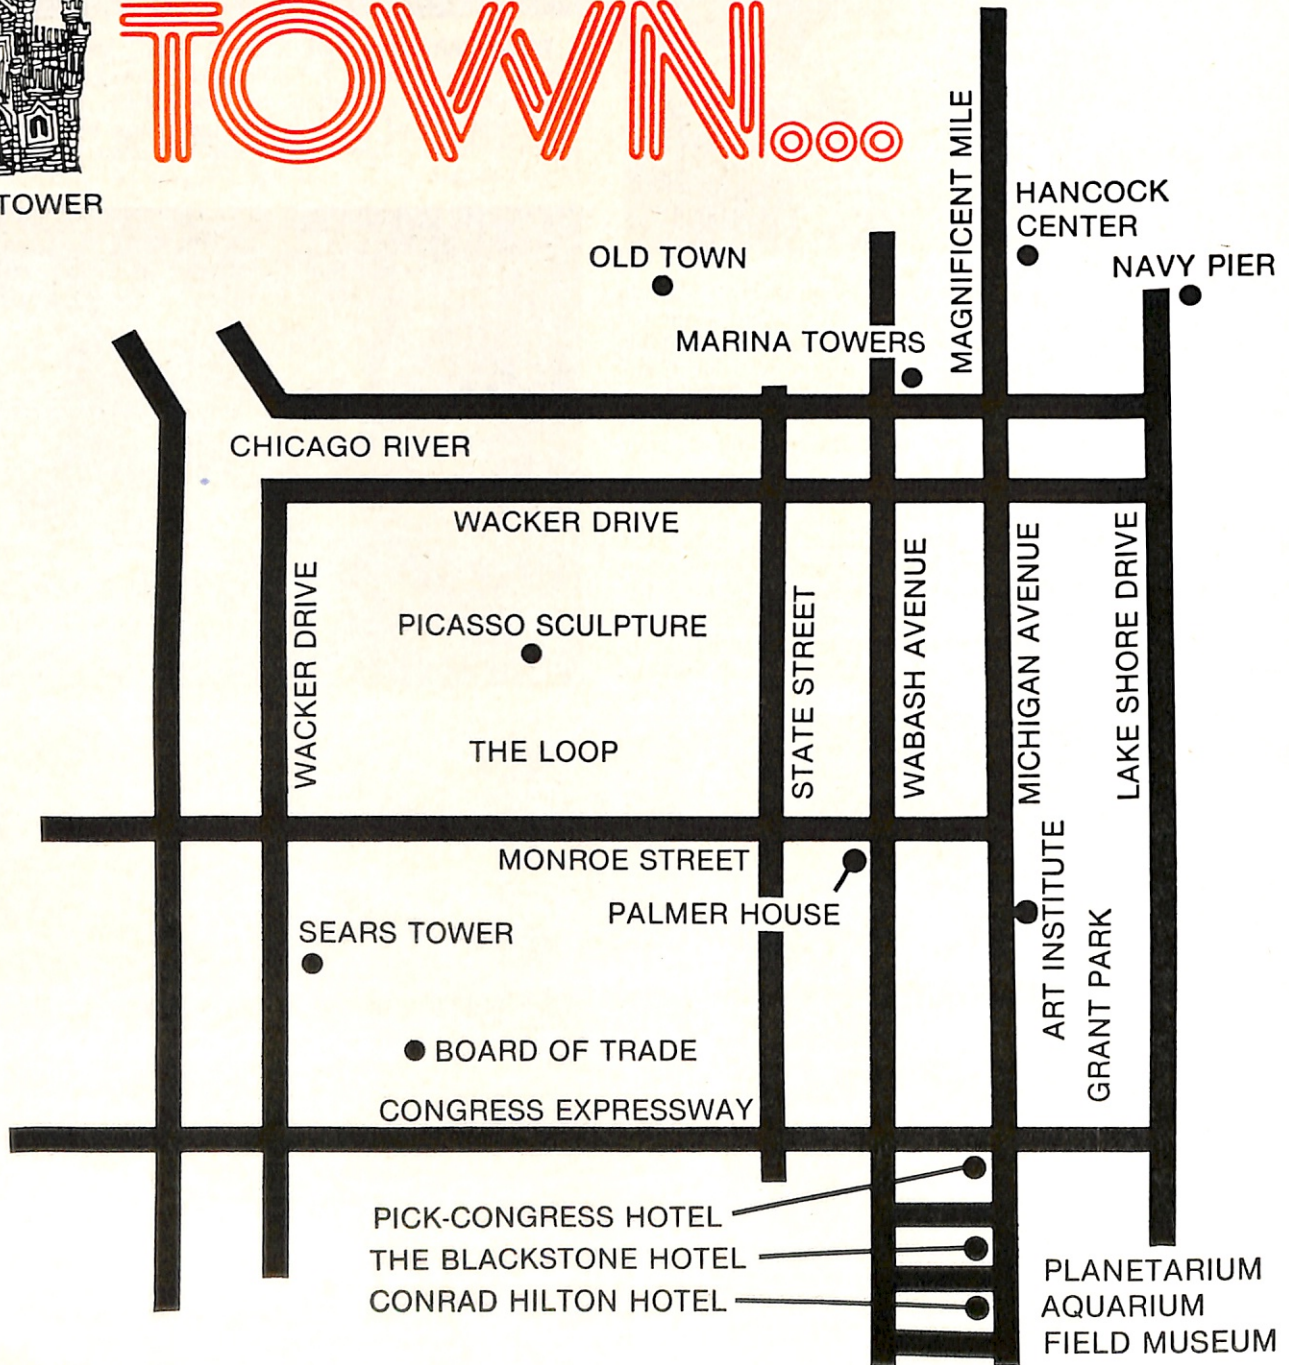 TOWN...
TOWER
MAGNIFICENT MILE
HANCOCK
CENTER
NAVY PIER
OLD TOWN
MARINA TOWERS
CHICAGO RIVER
WACKER DRIVE
WACKER DRIVE
PICASSO SCULPTURE
THE LOOP
STATE STREET
WABASH AVENUE
MICHIGAN AVENUE
LAKE SHORE DRIVE
MONROE STREET
PALMER HOUSE
ART INSTITUTE
GRANT PARK
SEARS TOWER
BOARD OF TRADE
CONGRESS EXPRESSWAY
PICK-CONGRESS HOTEL
THE BLACKSTONE HOTEL
CONRAD HILTON HOTEL
PLANETARIUM
AQUARIUM
FIELD MUSEUM